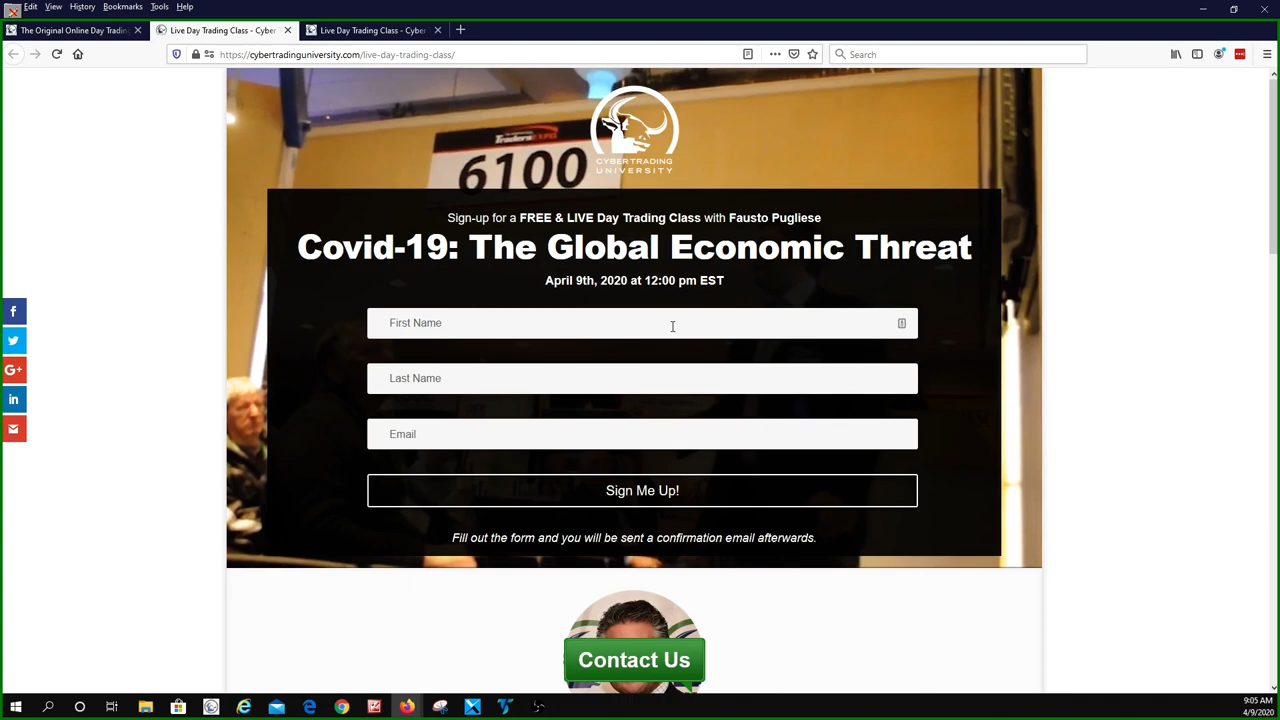 Edit View History Bookmarks Tools Help
The Original Online Day Trading
Live Day Trading Class - Cyber
Live Day Trading Class - Cyber
https://cybertradinguniversity.com/live-day-trading-class/
Search
TradersEXPO
6100
CYBERTRADING
UNIVERSITY
Sign-up for a FREE & LIVE Day Trading Class with Fausto Pugliese
Covid-19: The Global Economic Threat
April 9th, 2020 at 12:00 pm EST
First Name
Last Name
Email
Sign Me Up!
Fill out the form and you will be sent a confirmation email afterwards.
Contact Us
9:05 AM
4/9/2020